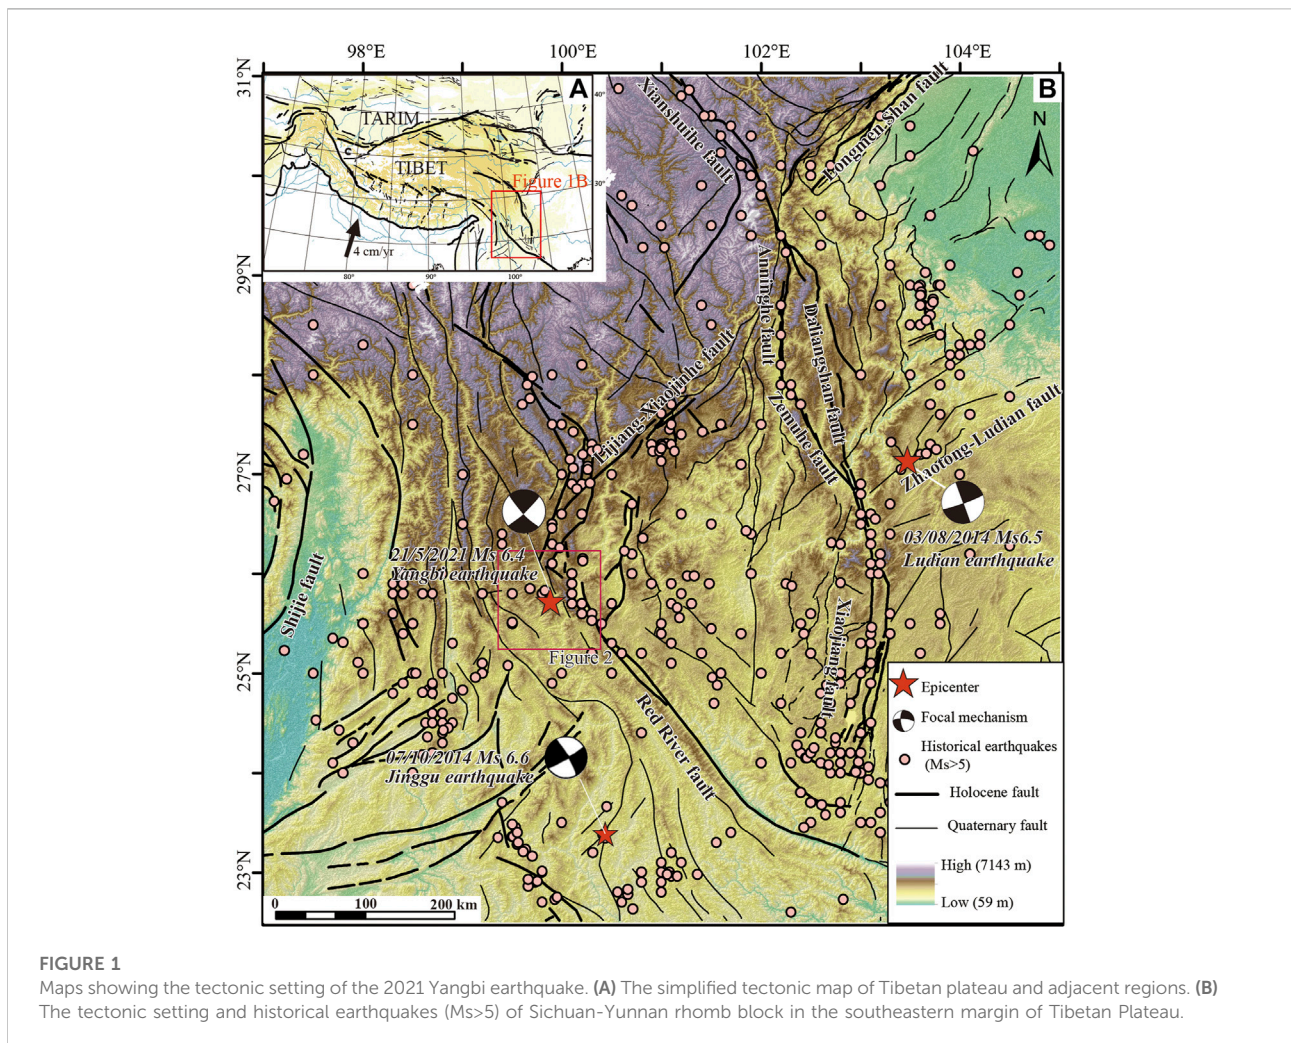 98°E
100°E
102°E
104°E
31°N
29°N
27°N
25°N
23°N
A
TARIM
TIBET
Figure 1B
4 cm/yr
40°
30°
80°
90°
100°
B
N
Xianshuihe fault
Longmen Shan fault
Anninghe fault
Daliangshan fault
Lijiang-Xiaojinhe fault
Zemuhe fault
Zhaotong-Ludian fault
21/5/2021 Ms 6.4
Yangbi earthquake
03/08/2014 Ms6.5
Ludian earthquake
Shijie fault
Figure 2
Xiaojiang fault
Red River fault
07/10/2014 Ms 6.6
Jinggu earthquake
Epicenter
Focal mechanism
Historical earthquakes
(Ms>5)
Holocene fault
Quaternary fault
High (7143 m)
Low (59 m)
0 100 200 km
FIGURE 1
Maps showing the tectonic setting of the 2021 Yangbi earthquake. (A) The simplified tectonic map of Tibetan plateau and adjacent regions. (B)
The tectonic setting and historical earthquakes (Ms>5) of Sichuan-Yunnan rhomb block in the southeastern margin of Tibetan Plateau.